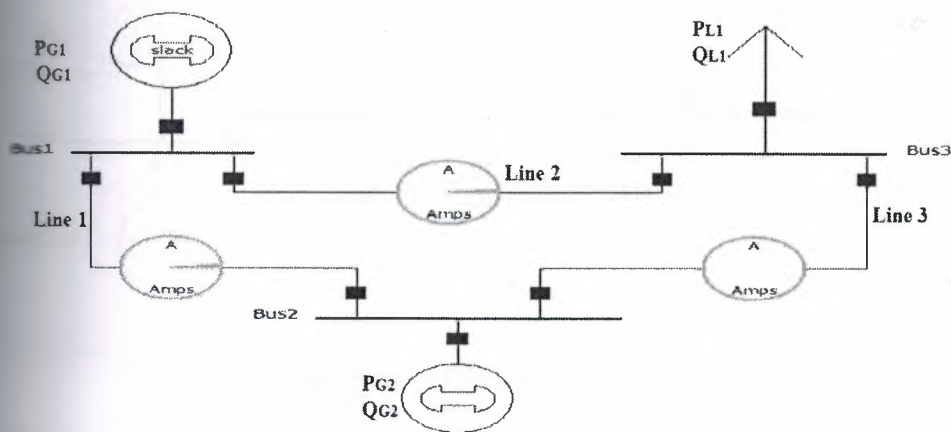 PG1
QG1
slack
PL1
QL1
Bus1
Bus3
A
Amps
Line 2
Line 1
Line 3
A
Amps
A
Amps
Bus2
PG2
QG2